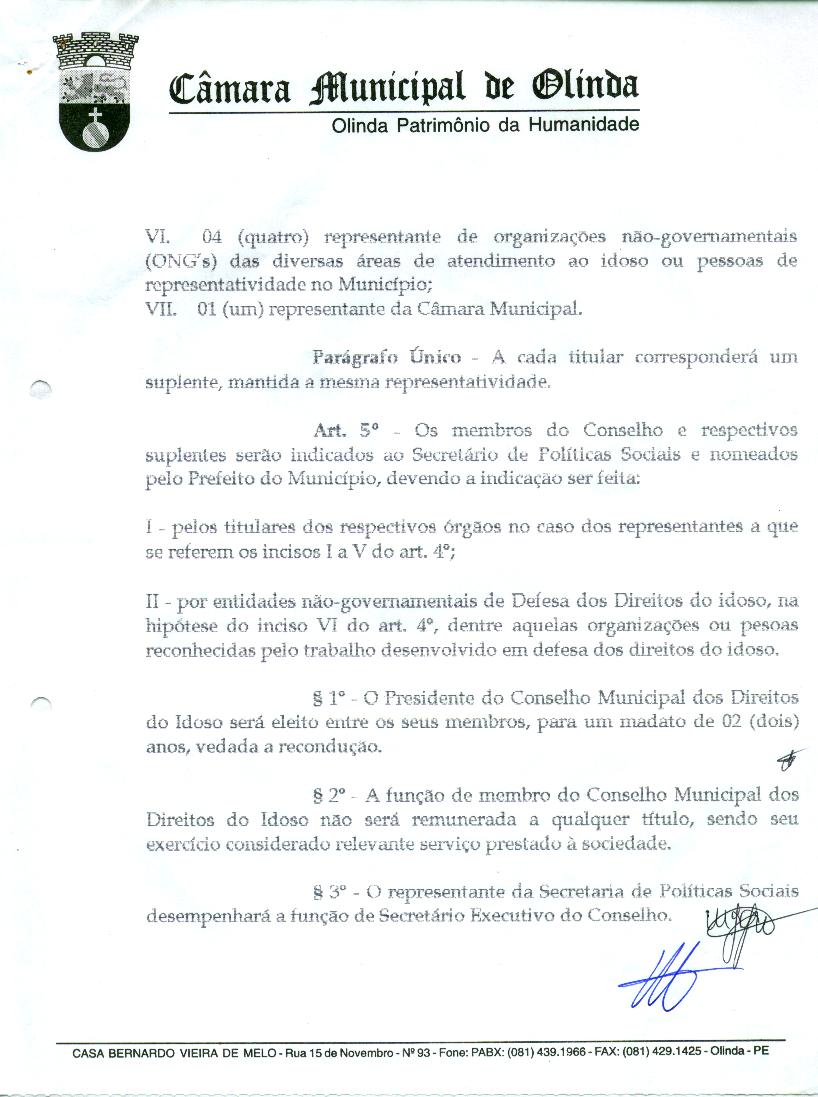 Câmara Municipal de Olinda
Olinda Patrimônio da Humanidade
VI. 04 (quatro) representante de organizações não-governamentais
(ONG's) das diversas áreas de atendimento ao idoso ou pessoas de
representatividade no Município;
VII. 01 (um) representante da Câmara Municipal.
Parágrafo Único - A cada titular corresponderá um
suplente, mantida a mesma representatividade.
Art. 5º - Os membros do Conselho e respectivos
suplentes serão indicados ao Secretário de Políticas Sociais e nomeados
pelo Prefeito do Município, devendo a indicação ser feita:
I - pelos titulares dos respectivos órgãos no caso dos representantes a que
se referem os incisos I a V do art. 4º;
II - por entidades não-governamentais de Defesa dos Direitos do idoso, na
hipótese do inciso VI do art. 4º, dentre aquelas organizações ou pesoas
reconhecidas pelo trabalho desenvolvido em defesa dos direitos do idoso.
§ 1º - O Presidente do Conselho Municipal dos Direitos
do Idoso será eleito entre os seus membros, para um madato de 02 (dois)
anos, vedada a recondução.
§ 2º - A função de membro do Conselho Municipal dos
Direitos do Idoso não será remunerada a qualquer título, sendo seu
exercício considerado relevante serviço prestado à sociedade.
§ 3º - O representante da Secretaria de Políticas Sociais
desempenhará a função de Secretário Executivo do Conselho.
CASA BERNARDO VIEIRA DE MELO - Rua 15 de Novembro - Nº 93 - Fone: PABX: (081) 439.1966 - FAX: (081) 429.1425 - Olinda - PE